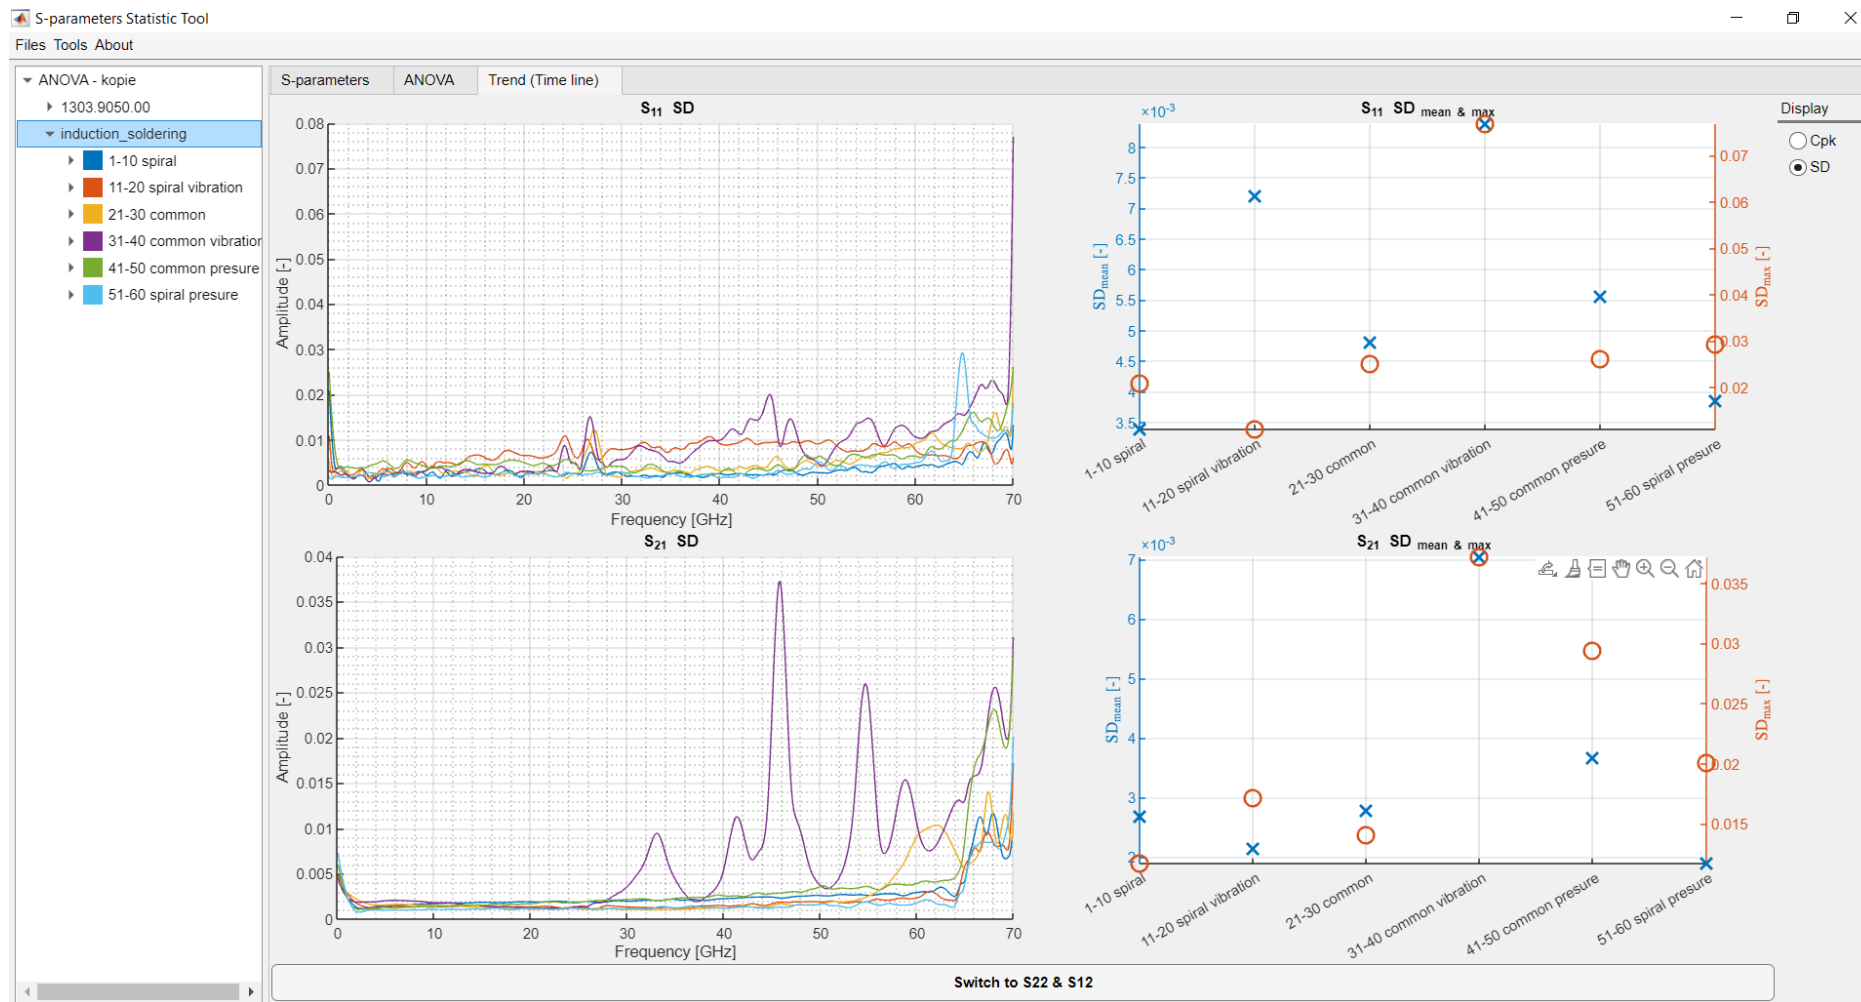 S-parameters Statistic Tool
Files Tools About
ANOVA - kopie
1303.9050.00
induction_soldering
1-10 spiral
11-20 spiral vibration
21-30 common
31-40 common vibration
41-50 common presure
51-60 spiral presure
S-parameters ANOVA Trend (Time line)
S11 SD
0.08
0.07
0.06
0.05
0.04
0.03
0.02
0.01
0
Amplitude [-]
0 10 20 30 40 50 60 70
Frequency [GHz]
×10-3
S11 SD mean & max
8
7.5
7
6.5
6
5.5
5
4.5
4
3.5
SDmean [-]
0.07
0.06
0.05
0.04
0.03
0.02
SDmax [-]
1-10 spiral
11-20 spiral vibration
21-30 common
31-40 common vibration
41-50 common presure
51-60 spiral presure
Display
Cpk
SD
S21 SD
0.04
0.035
0.03
0.025
0.02
0.015
0.01
0.005
0
Amplitude [-]
0 10 20 30 40 50 60 70
Frequency [GHz]
×10-3
S21 SD mean & max
7
6
5
4
3
2
SDmean [-]
0.035
0.03
0.025
0.02
0.015
SDmax [-]
1-10 spiral
11-20 spiral vibration
21-30 common
31-40 common vibration
41-50 common presure
51-60 spiral presure
Switch to S22 & S12